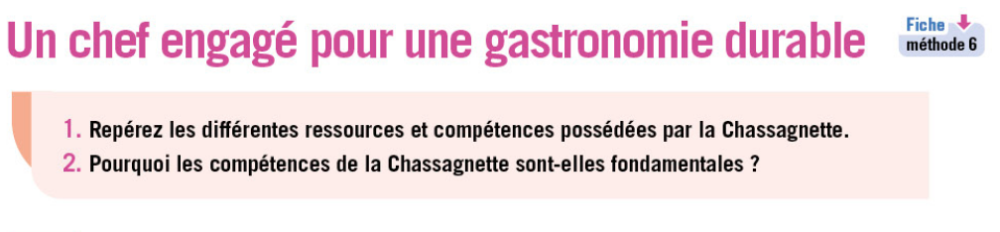 Un chef engagé pour une gastronomie durable
Fiche
méthode 6
1. Repérez les différentes ressources et compétences possédées par la Chassagnette.
2. Pourquoi les compétences de la Chassagnette sont-elles fondamentales ?